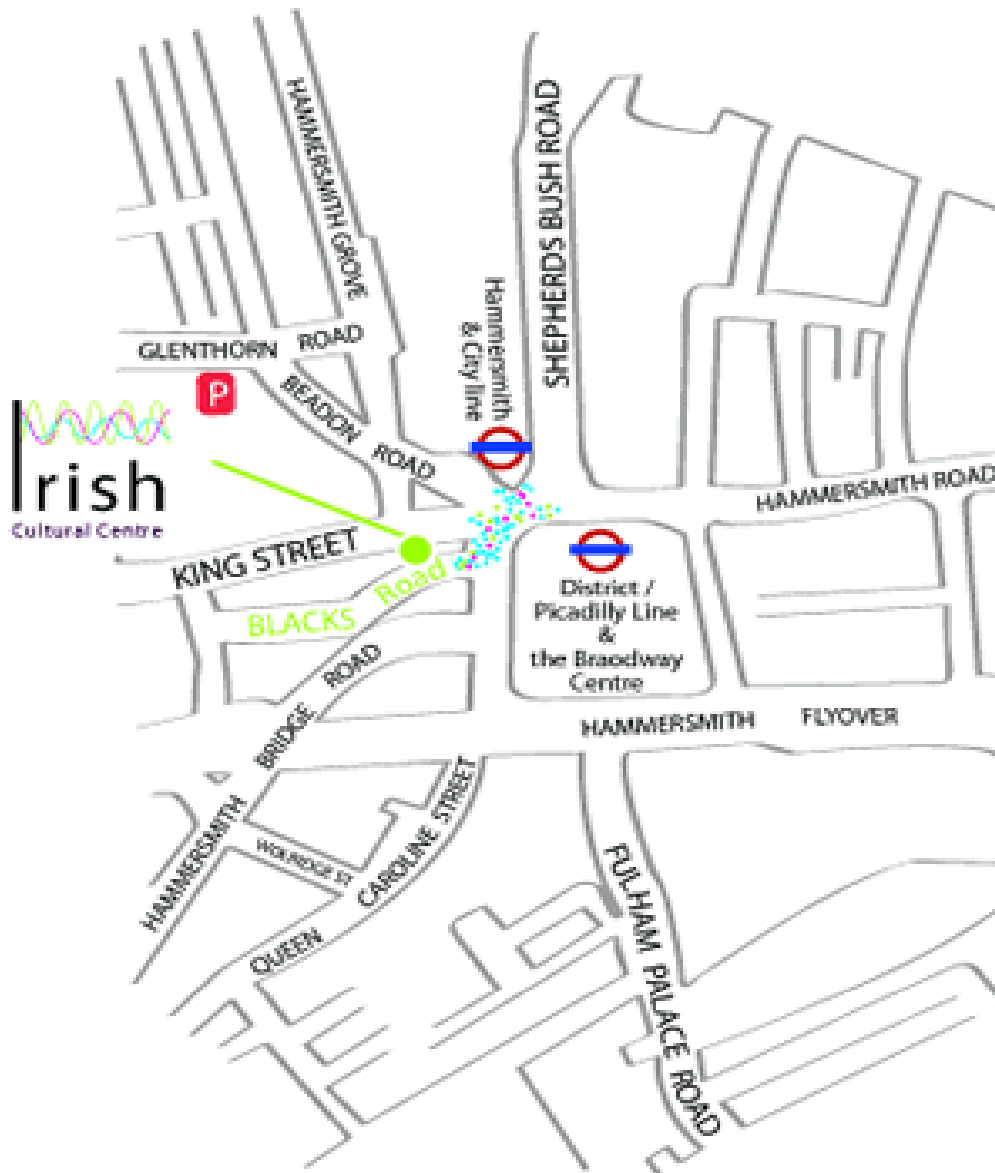 HAMMERSMITH GROVE
SHEPHERDS BUSH ROAD
Hammersmith
& City line
GLENTHORN ROAD
P
BEADON ROAD
Irish
Cultural Centre
HAMMERSMITH ROAD
KING STREET
BLACKS Road
District /
Picadilly Line
&
the Braodway
Centre
HAMMERSMITH BRIDGE ROAD
HAMMERSMITH FLYOVER
QUEEN CAROLINE STREET
FULHAM PALACE ROAD